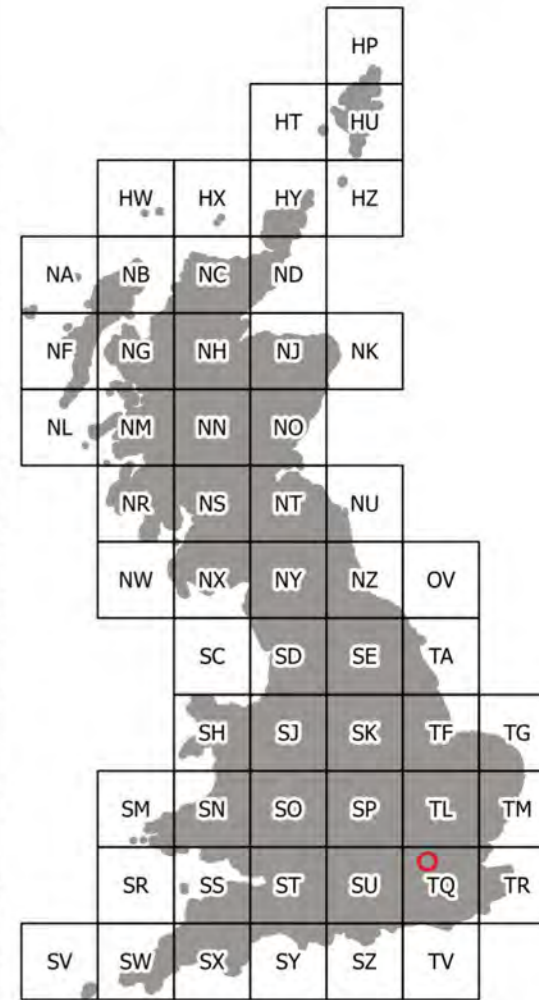 HP
HT HU
HW HX HY HZ
NA NB NC ND
NF NG NH NJ NK
NL NM NN NO
NR NS NT NU
NW NX NY NZ OV
SC SD SE TA
SH SJ SK TF TG
SM SN SO SP TL TM
SR SS ST SU TQ TR
SV SW SX SY SZ TV